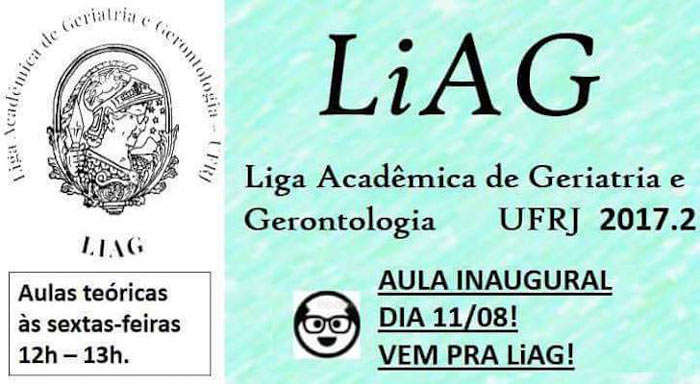 Liga Acadêmica de Geriatria e Gerontologia - UFRJ
LIAG
Aulas teóricas
às sextas-feiras
12h – 13h.
LiAG
Liga Acadêmica de Geriatria e
Gerontologia UFRJ 2017.2
AULA INAUGURAL
DIA 11/08!
VEM PRA LiAG!